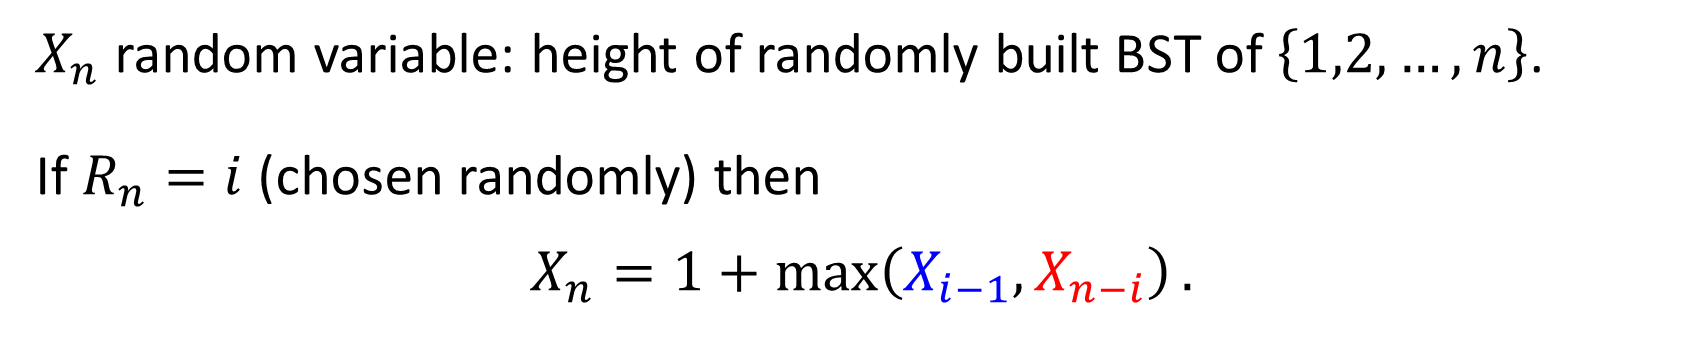 Xₙ random variable: height of randomly built BST of {1,2, … , n}.
If Rₙ = i (chosen randomly) then
Xₙ = 1 + max(Xᵢ₋₁, Xₙ₋ᵢ) .